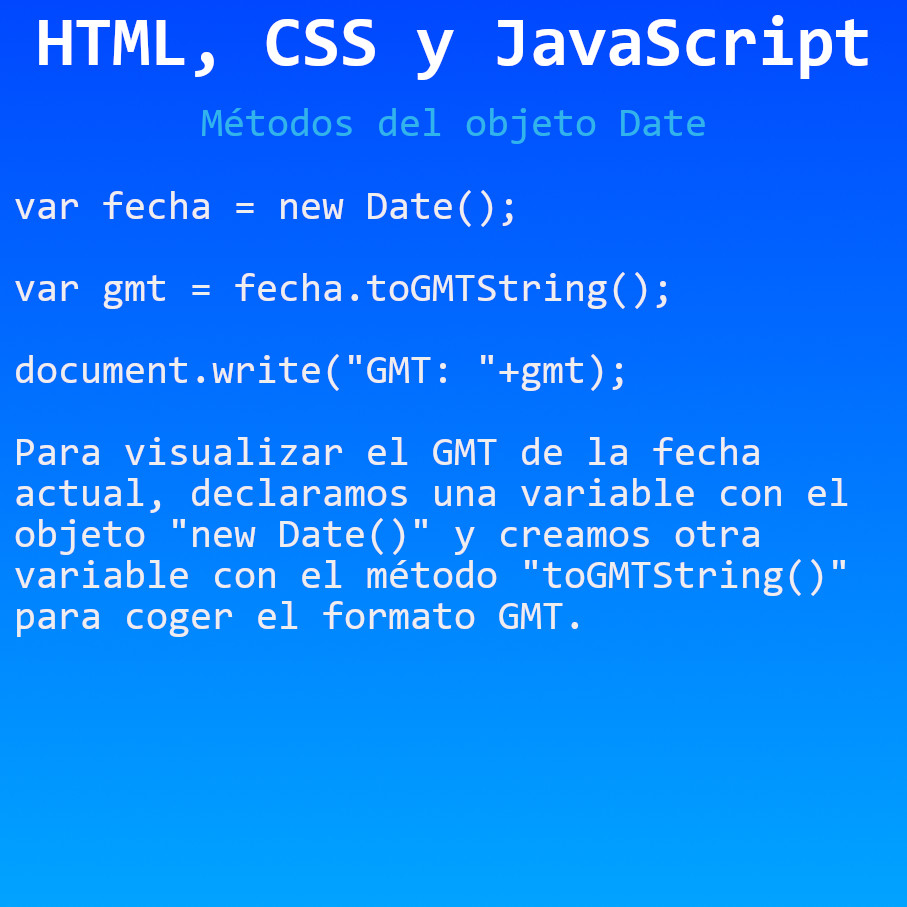 HTML, CSS y JavaScript
Métodos del objeto Date
var fecha = new Date();
var gmt = fecha.toGMTString();
document.write("GMT: "+gmt);
Para visualizar el GMT de la fecha
actual, declaramos una variable con el
objeto "new Date()" y creamos otra
variable con el método "toGMTString()"
para coger el formato GMT.